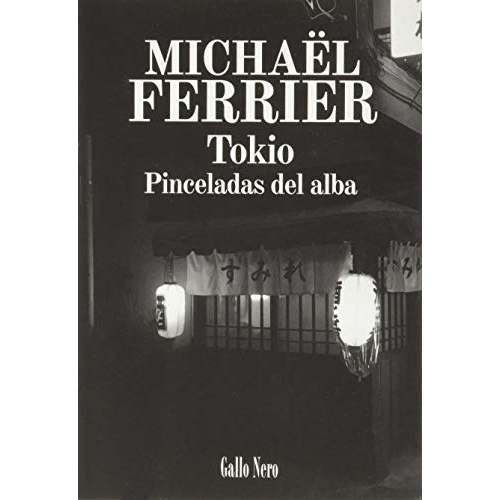 MICHAËL
FERRIER
Tokio
Pinceladas del alba
すみれ
Gallo Nero